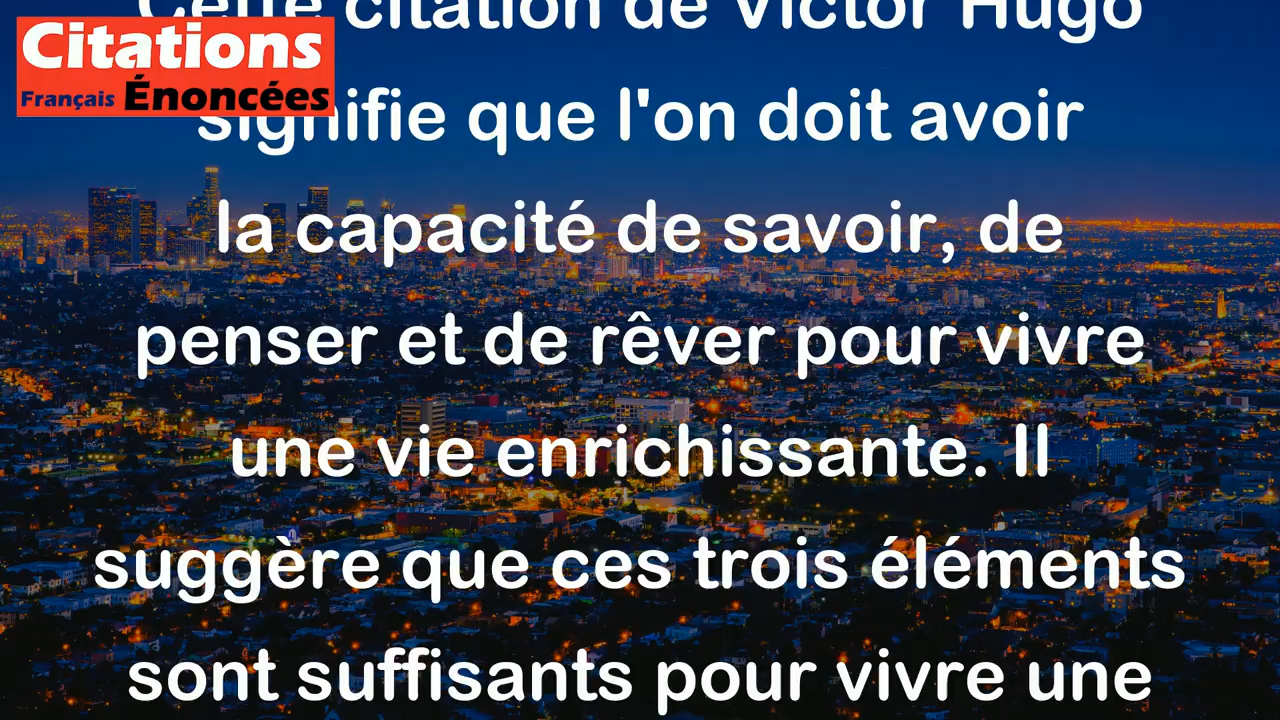 Cette citation de Victor Hugo
Citations
Français Énoncées
signifie que l'on doit avoir
la capacité de savoir, de
penser et de rêver pour vivre
une vie enrichissante. Il
suggère que ces trois éléments
sont suffisants pour vivre une